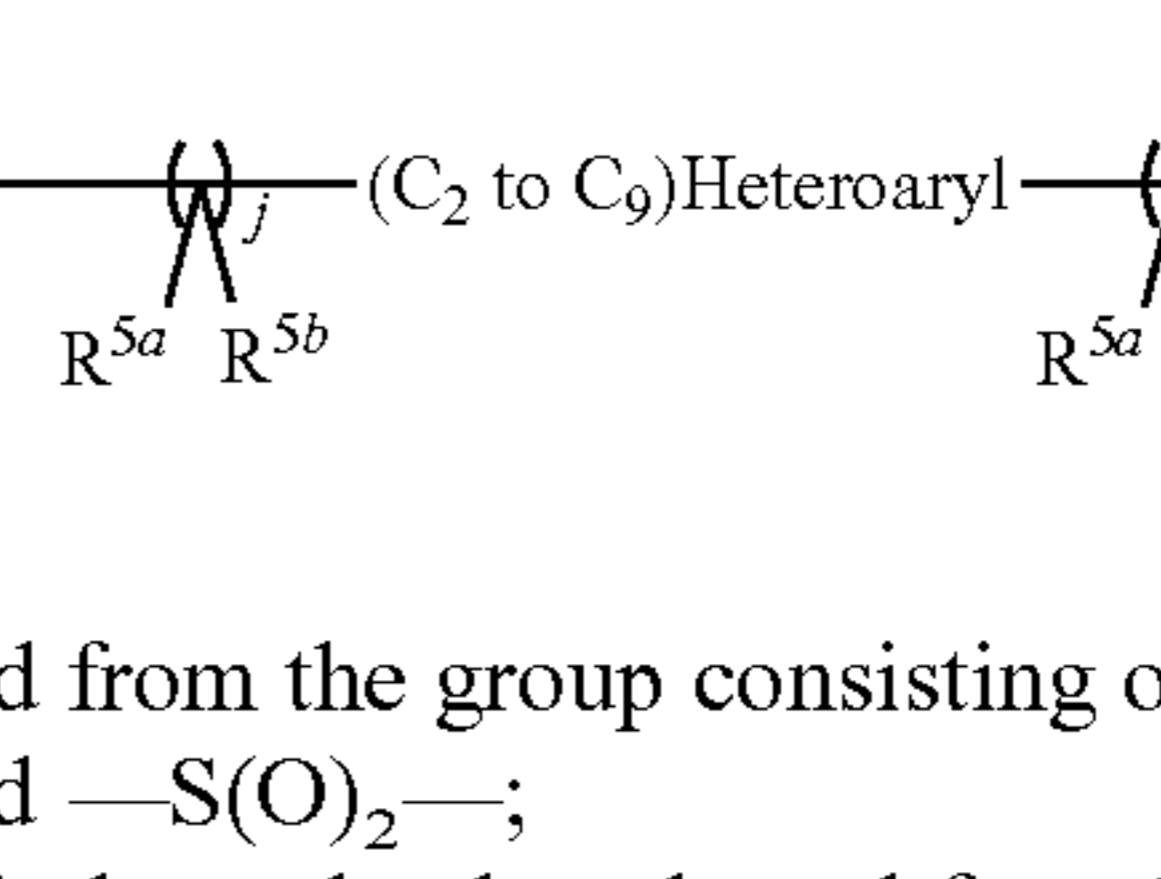 (C₂ to C₉)Heteroaryl
j
R⁵ᵃ R⁵ᵇ R⁵ᵃ
d from the group consisting o
d —S(O)₂—;